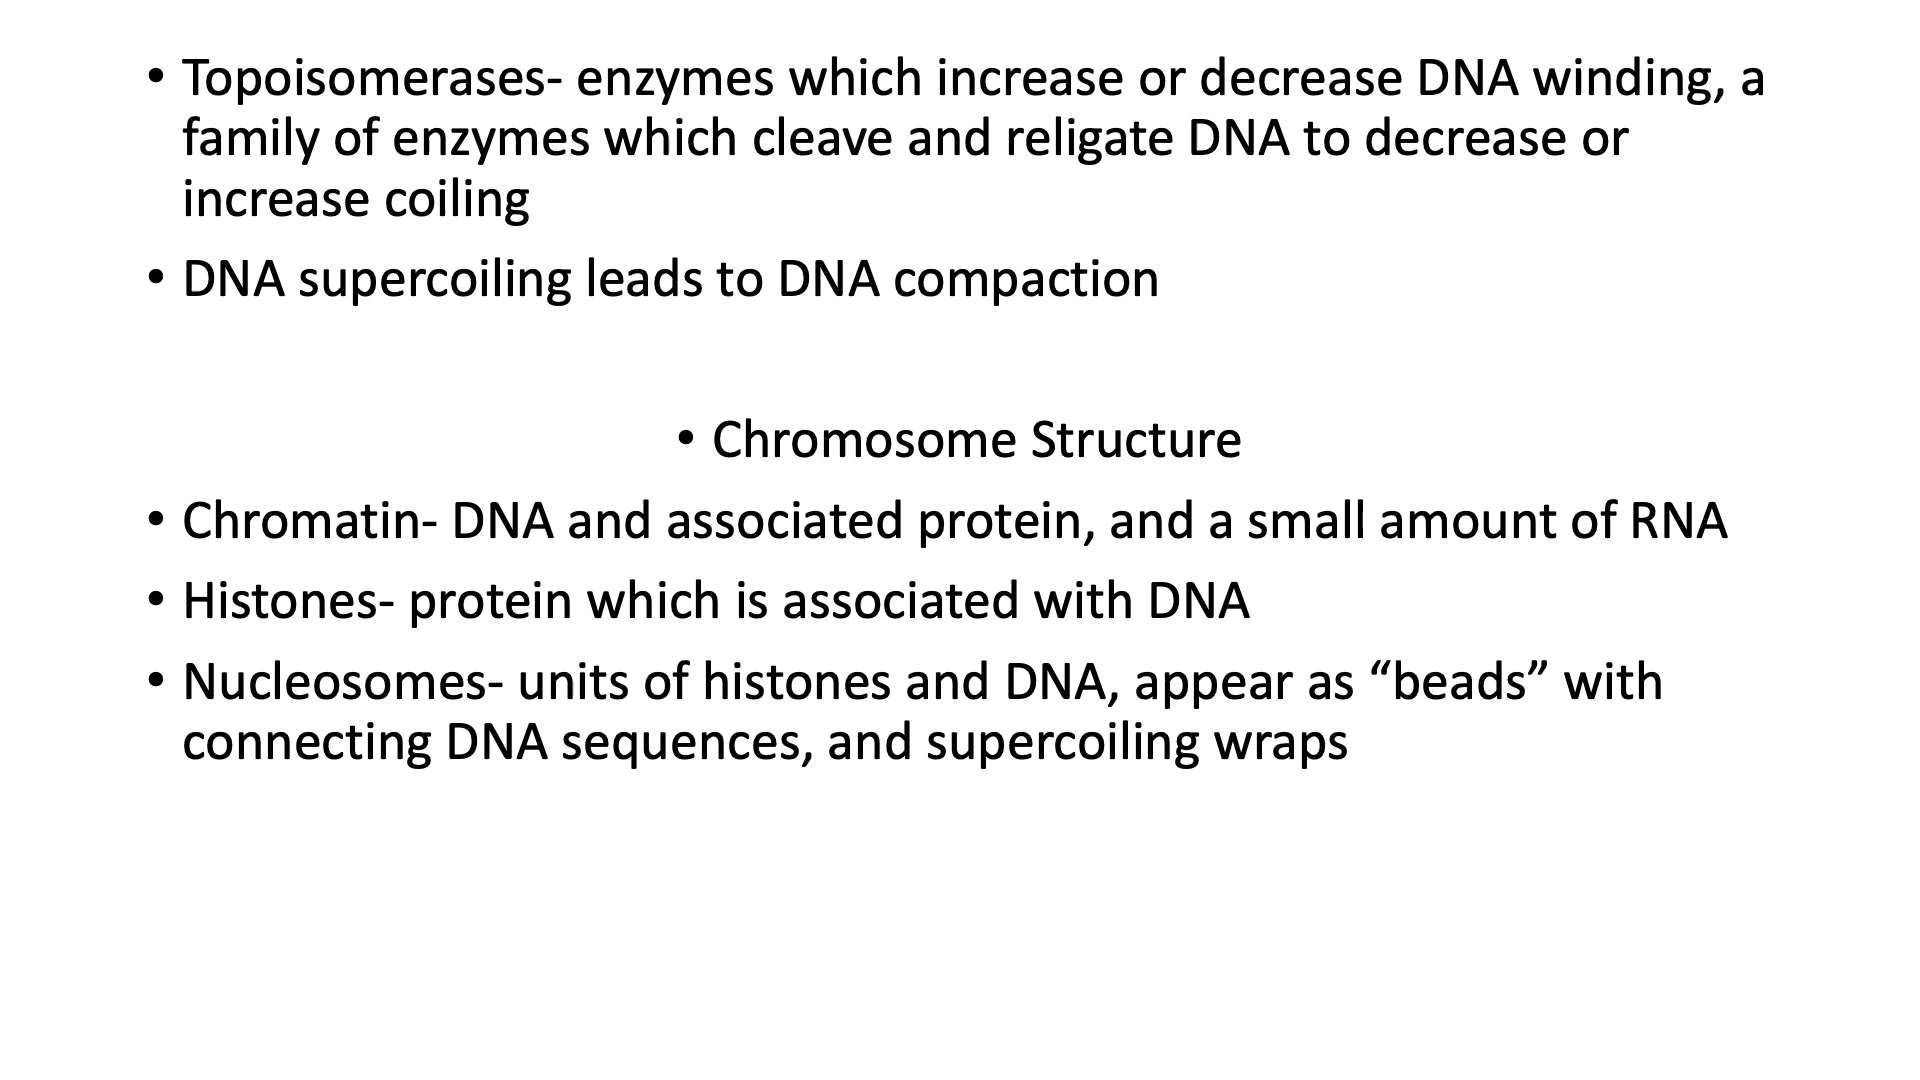 • Topoisomerases- enzymes which increase or decrease DNA winding, a
family of enzymes which cleave and religate DNA to decrease or
increase coiling
• DNA supercoiling leads to DNA compaction
• Chromosome Structure
• Chromatin- DNA and associated protein, and a small amount of RNA
• Histones- protein which is associated with DNA
• Nucleosomes- units of histones and DNA, appear as “beads” with
connecting DNA sequences, and supercoiling wraps